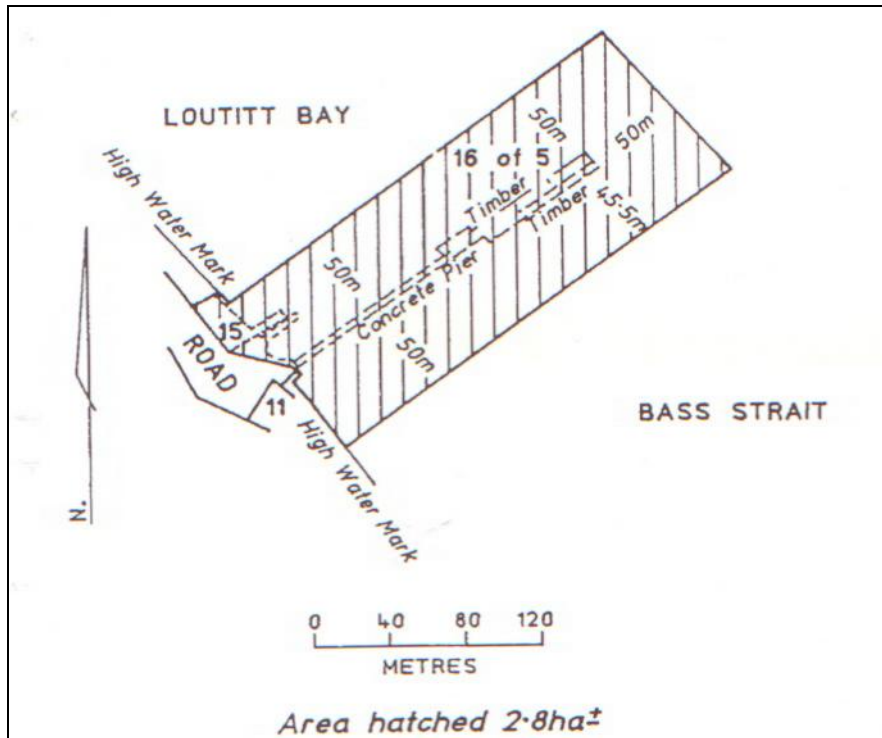 LOUTITT BAY
High Water Mark
50m
50m
16 of 5
Timber
Timber
45·5m
50m
Concrete Pier
50m
15
ROAD
11
High Water Mark
BASS STRAIT
N.
0 40 80 120
METRES
Area hatched 2·8ha±